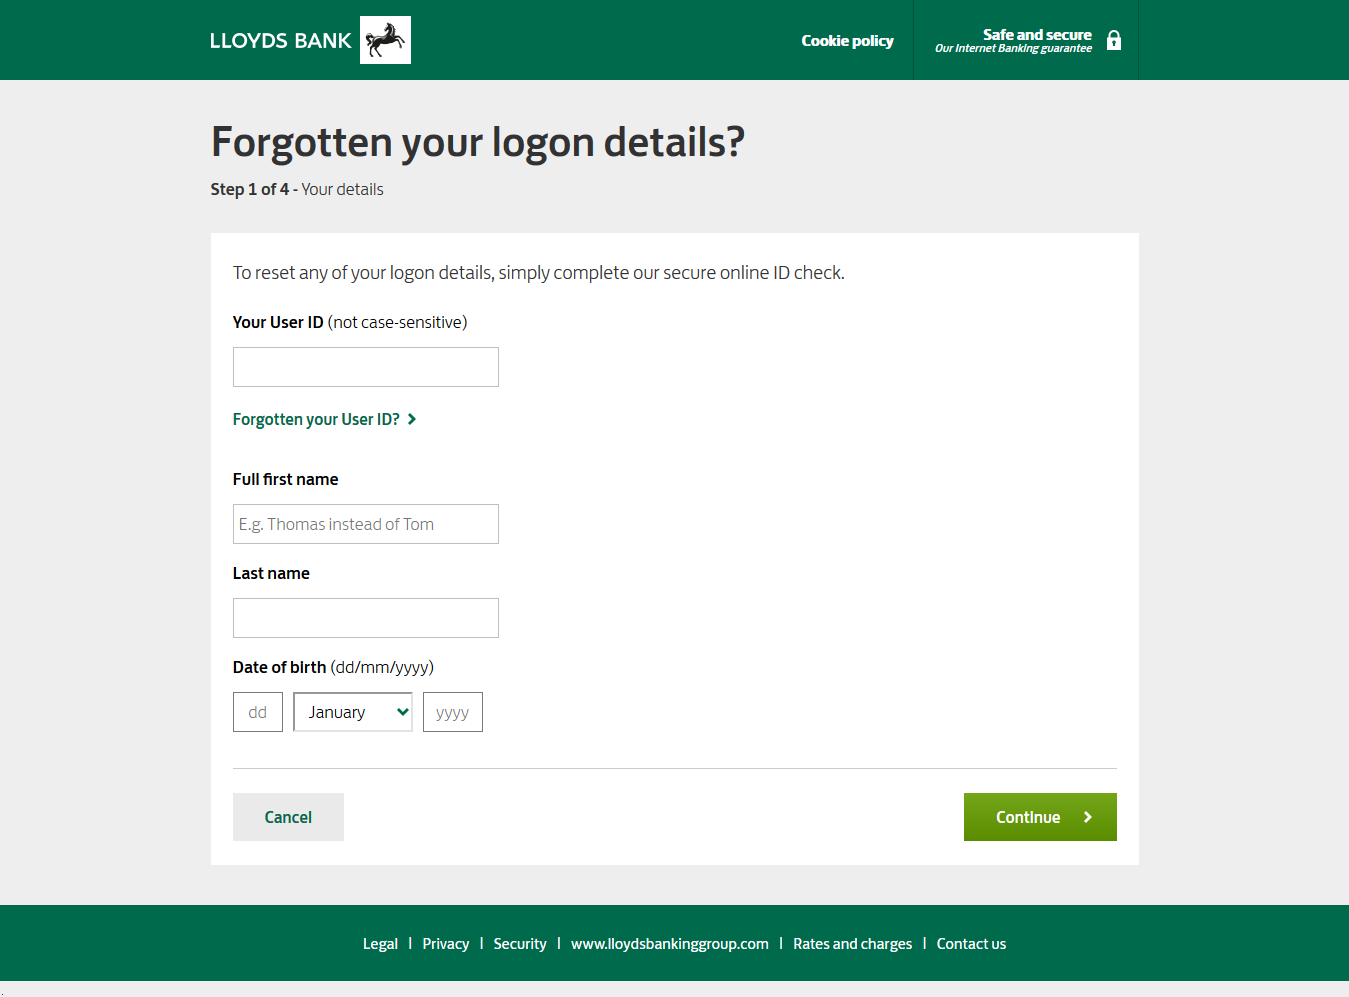 LLOYDS BANK
Cookie policy
Safe and secure
Our Internet Banking guarantee
Forgotten your logon details?
Step 1 of 4 - Your details
To reset any of your logon details, simply complete our secure online ID check.
Your User ID (not case-sensitive)
Forgotten your User ID?
Full first name
E.g. Thomas instead of Tom
Last name
Date of birth (dd/mm/yyyy)
dd January yyyy
Cancel Continue
Legal | Privacy | Security | www.lloydsbankinggroup.com | Rates and charges | Contact us